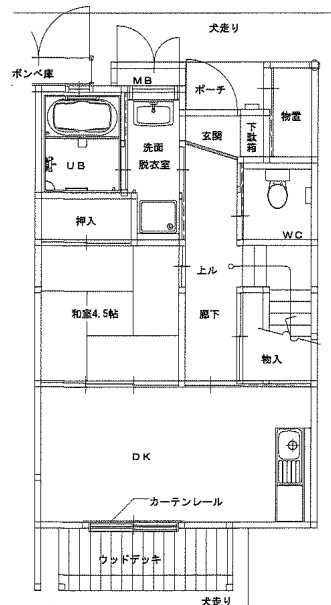 犬走り
ボンベ庫
MB
ポーチ
物置
玄関
下駄箱
洗面
脱衣室
UB
押入
WC
上ル
和室4.5帖
廊下
物入
DK
カーテンレール
ウッドデッキ
犬走り